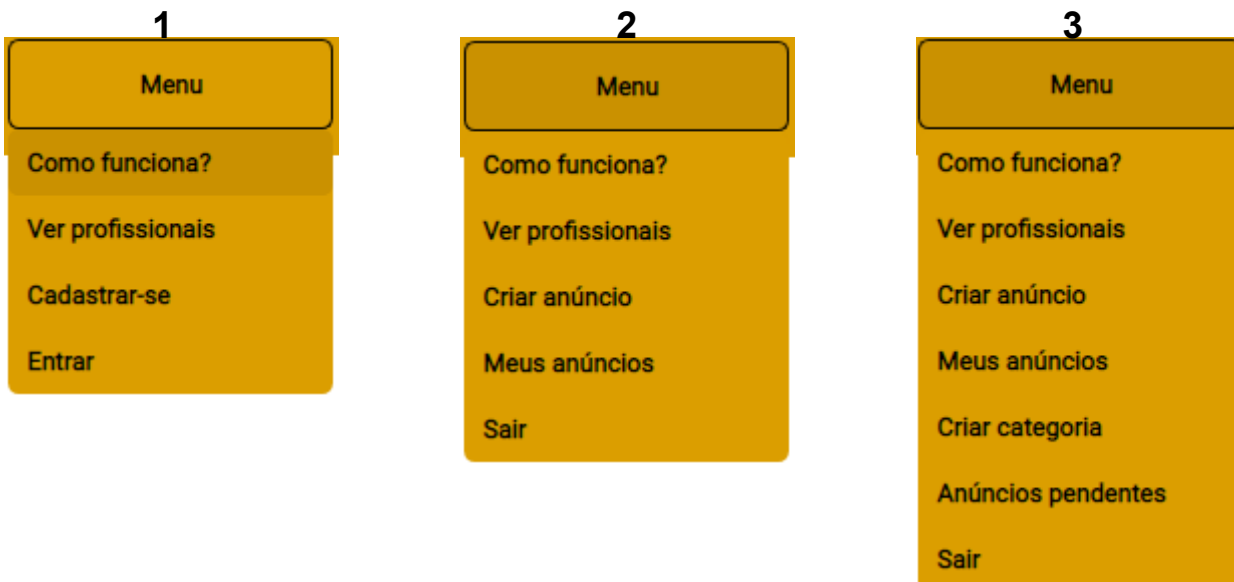 1
Menu
Como funciona?
Ver profissionais
Cadastrar-se
Entrar
2
Menu
Como funciona?
Ver profissionais
Criar anúncio
Meus anúncios
Sair
3
Menu
Como funciona?
Ver profissionais
Criar anúncio
Meus anúncios
Criar categoria
Anúncios pendentes
Sair